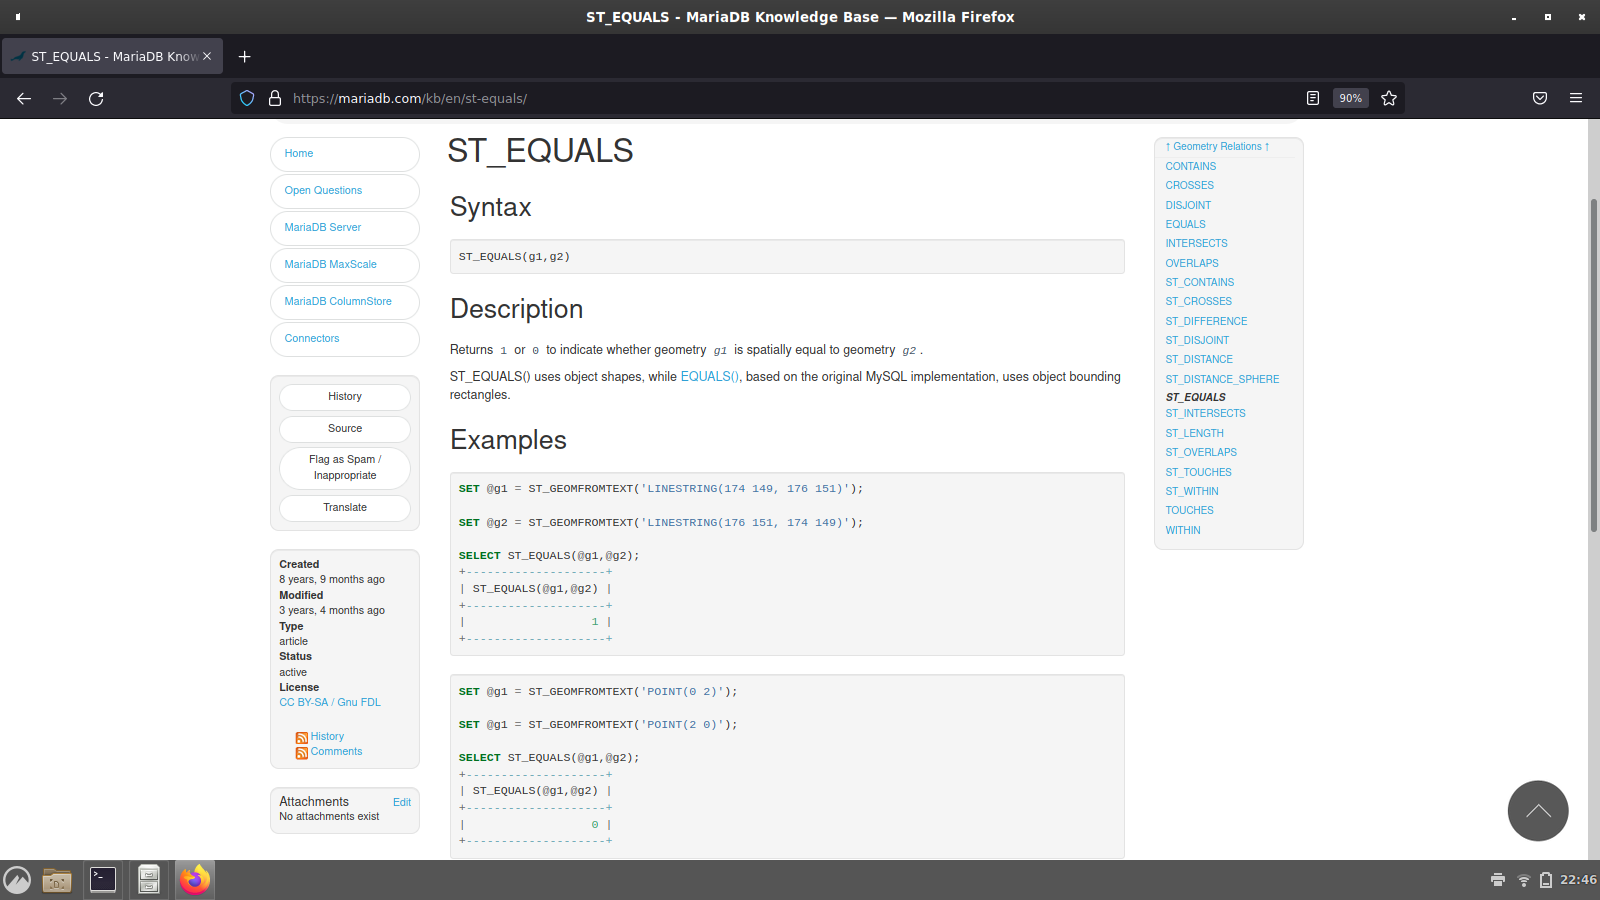 ST_EQUALS - MariaDB Knowledge Base — Mozilla Firefox
ST_EQUALS - MariaDB Know
https://mariadb.com/kb/en/st-equals/
90%
Home
Open Questions
MariaDB Server
MariaDB MaxScale
MariaDB ColumnStore
Connectors
History
Source
Flag as Spam /
Inappropriate
Translate
Created
8 years, 9 months ago
Modified
3 years, 4 months ago
Type
article
Status
active
License
CC BY-SA / Gnu FDL
History
Comments
Attachments Edit
No attachments exist
ST_EQUALS
Syntax
ST_EQUALS(g1,g2)
Description
Returns 1 or 0 to indicate whether geometry g1 is spatially equal to geometry g2 .
ST_EQUALS() uses object shapes, while EQUALS(), based on the original MySQL implementation, uses object bounding
rectangles.
Examples
SET @g1 = ST_GEOMFROMTEXT('LINESTRING(174 149, 176 151)');
SET @g2 = ST_GEOMFROMTEXT('LINESTRING(176 151, 174 149)');
SELECT ST_EQUALS(@g1,@g2);
+--------------------+
| ST_EQUALS(@g1,@g2) |
+--------------------+
|                  1 |
+--------------------+
SET @g1 = ST_GEOMFROMTEXT('POINT(0 2)');
SET @g1 = ST_GEOMFROMTEXT('POINT(2 0)');
SELECT ST_EQUALS(@g1,@g2);
+--------------------+
| ST_EQUALS(@g1,@g2) |
+--------------------+
|                  0 |
+--------------------+
↑ Geometry Relations ↑
CONTAINS
CROSSES
DISJOINT
EQUALS
INTERSECTS
OVERLAPS
ST_CONTAINS
ST_CROSSES
ST_DIFFERENCE
ST_DISJOINT
ST_DISTANCE
ST_DISTANCE_SPHERE
ST_EQUALS
ST_INTERSECTS
ST_LENGTH
ST_OVERLAPS
ST_TOUCHES
ST_WITHIN
TOUCHES
WITHIN
22:46